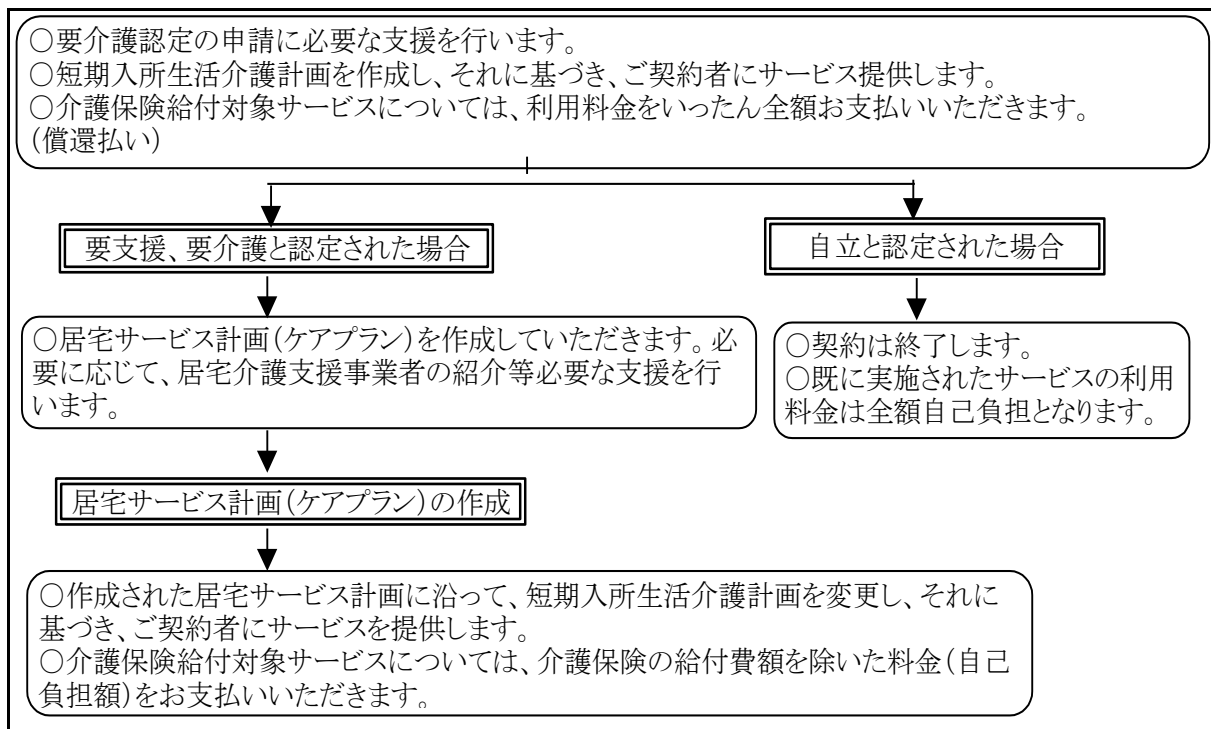 ○要介護認定の申請に必要な支援を行います。
○短期入所生活介護計画を作成し、それに基づき、ご契約者にサービス提供します。
○介護保険給付対象サービスについては、利用料金をいったん全額お支払いいただきます。
(償還払い)
要支援、要介護と認定された場合
自立と認定された場合
○居宅サービス計画(ケアプラン)を作成していただきます。必
要に応じて、居宅介護支援事業者の紹介等必要な支援を行
います。
○契約は終了します。
○既に実施されたサービスの利用
料金は全額自己負担となります。
居宅サービス計画(ケアプラン)の作成
○作成された居宅サービス計画に沿って、短期入所生活介護計画を変更し、それに
基づき、ご契約者にサービスを提供します。
○介護保険給付対象サービスについては、介護保険の給付費額を除いた料金(自己
負担額)をお支払いいただきます。